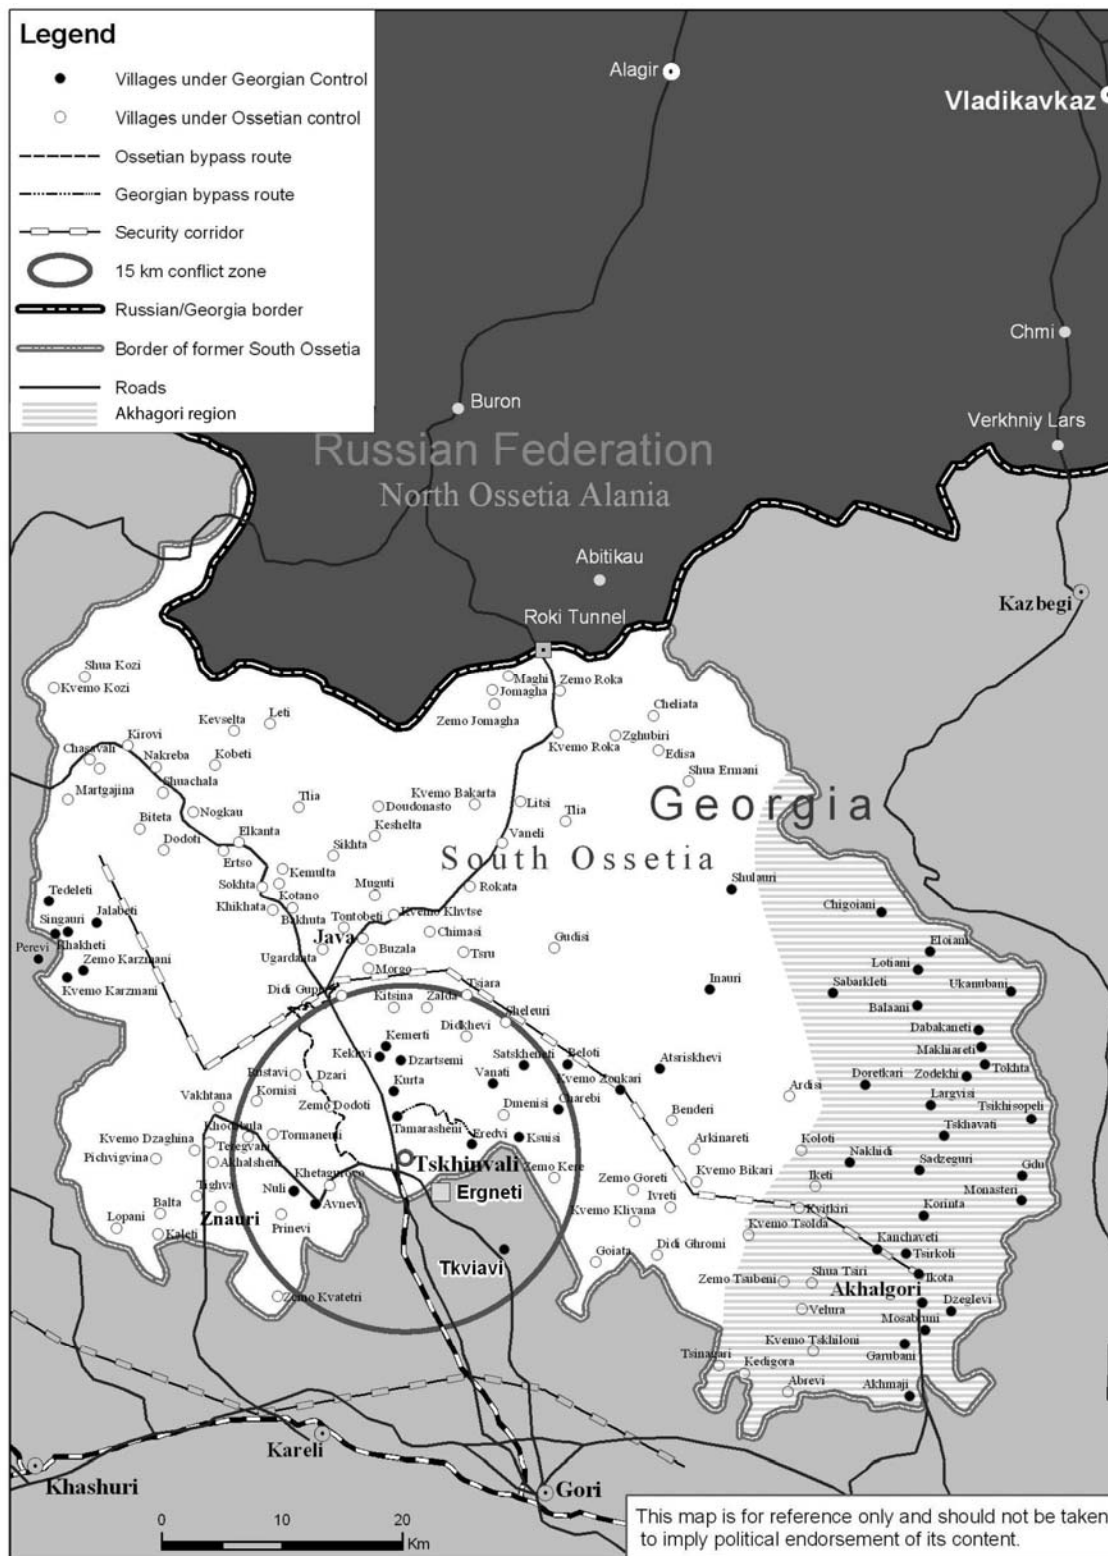 Legend
Villages under Georgian Control
Villages under Ossetian control
Ossetian bypass route
Georgian bypass route
Security corridor
15 km conflict zone
Russian/Georgia border
Border of former South Ossetia
Roads
Akhagori region
Alagir
Vladikavkaz
Chmi
Buron
Verkhniy Lars
Russian Federation
North Ossetia Alania
Abitikau
Kazbegi
Roki Tunnel
Shua Kozi
Kvemo Kozi
Maghi
Zemo Roka
Jomagha
Zemo Jomagha
Cheliata
Leti
Kevselta
Kirovi
Kvemo Roka
Zghubiri
Edisa
Chasavali
Nakreba
Kobeti
Shua Ermani
Martgajina
Shuachala
Tlia
Kvemo Bakarta
Doudonasto
Litsi
Tlia
Georgia
Nogkau
Biteta
Keshelta
Elkanta
Vaneli
Dodoti
Ertso
Sikhta
South Ossetia
Kemulta
Sokhta
Muguti
Rokata
Shulauri
Tedeleti
Kotano
Khikhata
Bakhuta
Tontobeti
Kvemo Khvtse
Chigoiani
Singauri
Jalabeti
Java
Chimasi
Perevi
Rhakheti
Ugardanta
Buzala
Tsru
Gudisi
Eloiani
Zemo Karzmani
Morgo
Lotiani
Kvemo Karzmani
Inauri
Sabarkleti
Ukanubani
Didi Gupta
Kitsina
Zalda
Tsiara
Balaani
Sheleuri
Didkhevi
Dabakaneti
Kemerti
Makhiareti
Kekhvi
Dzartsemi
Satskheneti
Beloti
Atsriskhevi
Tokhta
Rustavi
Dzari
Vanati
Kvemo Zonkari
Doretkari
Zodekhi
Kurta
Ardisi
Vakhtana
Kornisi
Zemo Dodoti
Charebi
Largvisi
Dmenisi
Tsikhisopeli
Tamarasheni
Benderi
Khodabula
Tormaneuli
Eredvi
Ksuisi
Tskhavati
Kvemo Dzaghina
Teregvani
Arkinareti
Koloti
Pichvigvina
Akhalsheni
Khetagurovo
Tskhinvali
Nakhidi
Sadzeguri
Gdu
Zemo Kere
Kvemo Bikari
Nuli
Ergneti
Zemo Goreti
Iketi
Tighva
Avnevi
Ivreti
Monasteri
Balta
Znauri
Lopani
Prinevi
Kvemo Kliyana
Kvitkiri
Korinta
Kaleti
Kvemo Tsolda
Kanchaveti
Goiata
Didi Ghromi
Tsirkoli
Tkviavi
Zemo Tsubeni
Shua Tsiri
Ikota
Zemo Kvatetri
Akhalgori
Velura
Dzeglevi
Mosabruni
Kvemo Tskhiloni
Tsinagari
Garubani
Kedigora
Abrevi
Akhmaji
Kareli
Khashuri
Gori
0 10 20
Km
This map is for reference only and should not be taken
to imply political endorsement of its content.